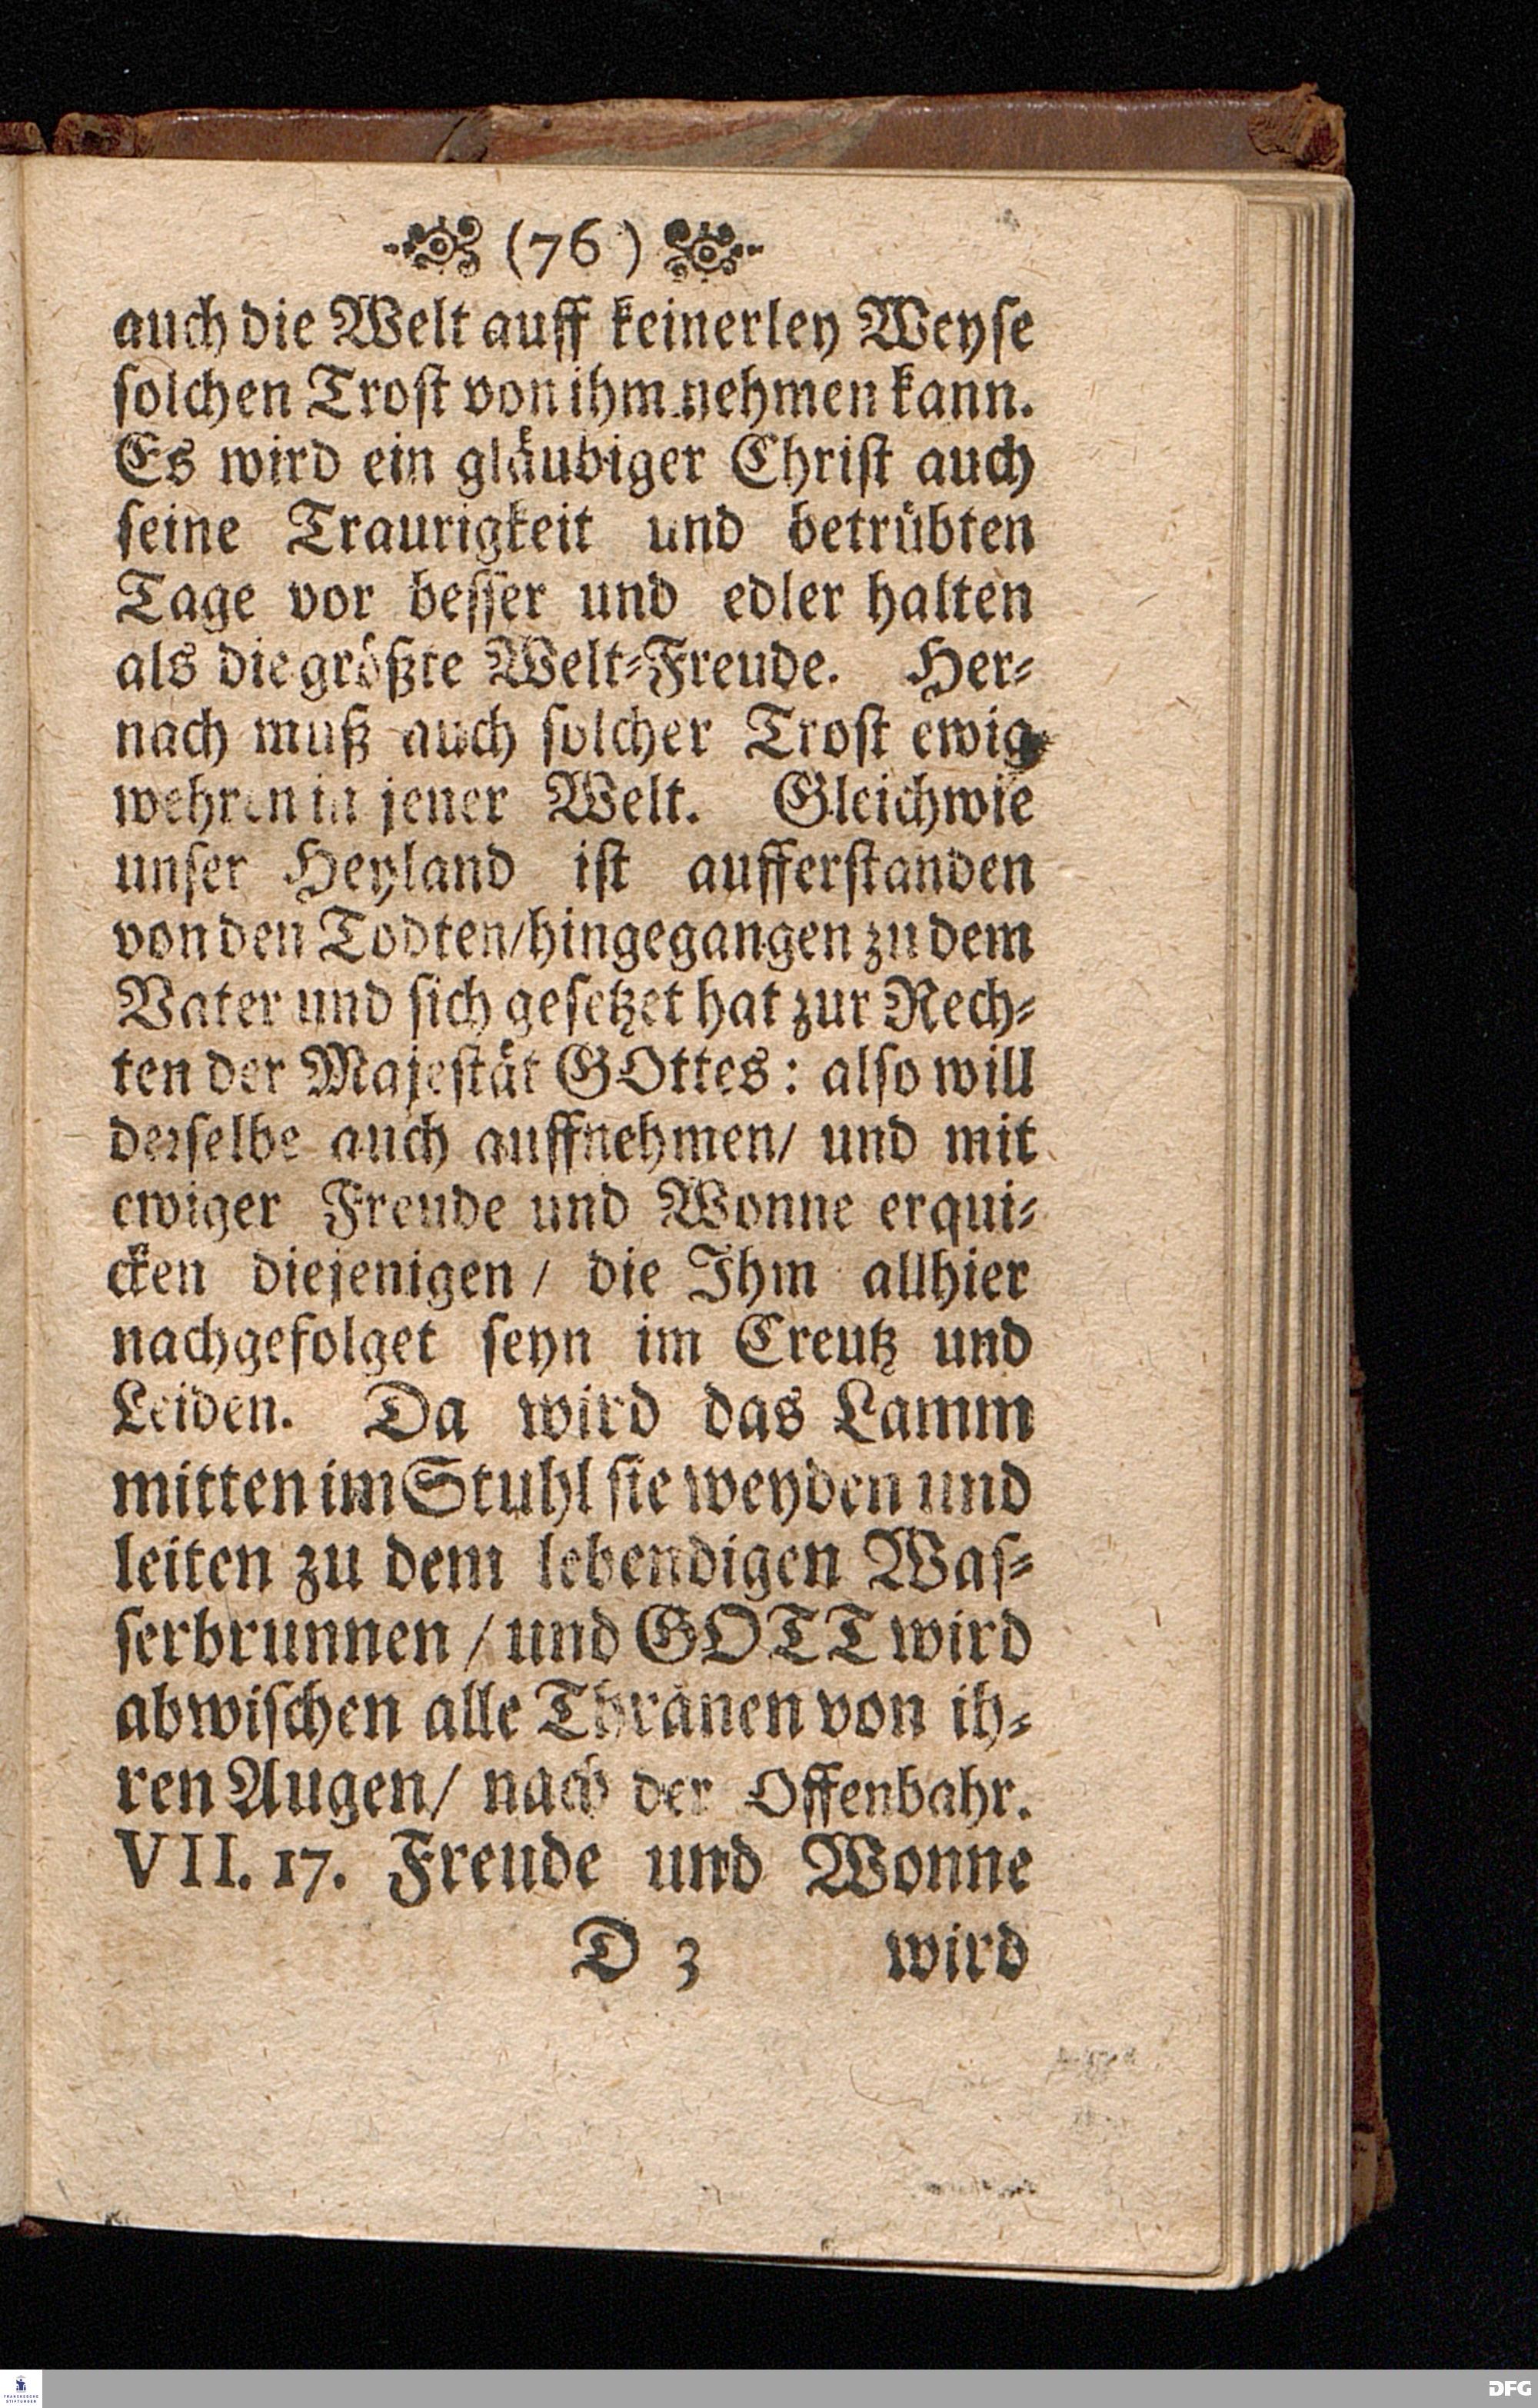 (76)
auch die Welt auff keinerley Weyse
solchen Trost von ihm nehmen kann.
Es wird ein gläubiger Christ auch
seine Traurigkeit und betrübten
Tage vor besser und edler halten
als die größte Welt-Freude. Her-
nach muß auch solcher Trost ewig
wehren in jener Welt. Gleichwie
unser Heyland ist aufferstanden
von den Todten/hingegangen zu dem
Vater und sich gesetzet hat zur Rech-
ten der Majestät GOttes: also will
derselbe auch auffnehmen/ und mit
ewiger Freude und Wonne erqui-
cken diejenigen / die Ihm allhier
nachgefolget seyn im Creutz und
Leiden. Da wird das Lamm
mitten im Stuhl sie weyden und
leiten zu dem lebendigen Was-
serbrunnen / und GOTT wird
abwischen alle Thränen von ih-
ren Augen/ nach der Offenbahr.
VII. 17. Freude und Wonne
D 3 wird
FRANCKESCHE
STIFTUNGEN
DFG